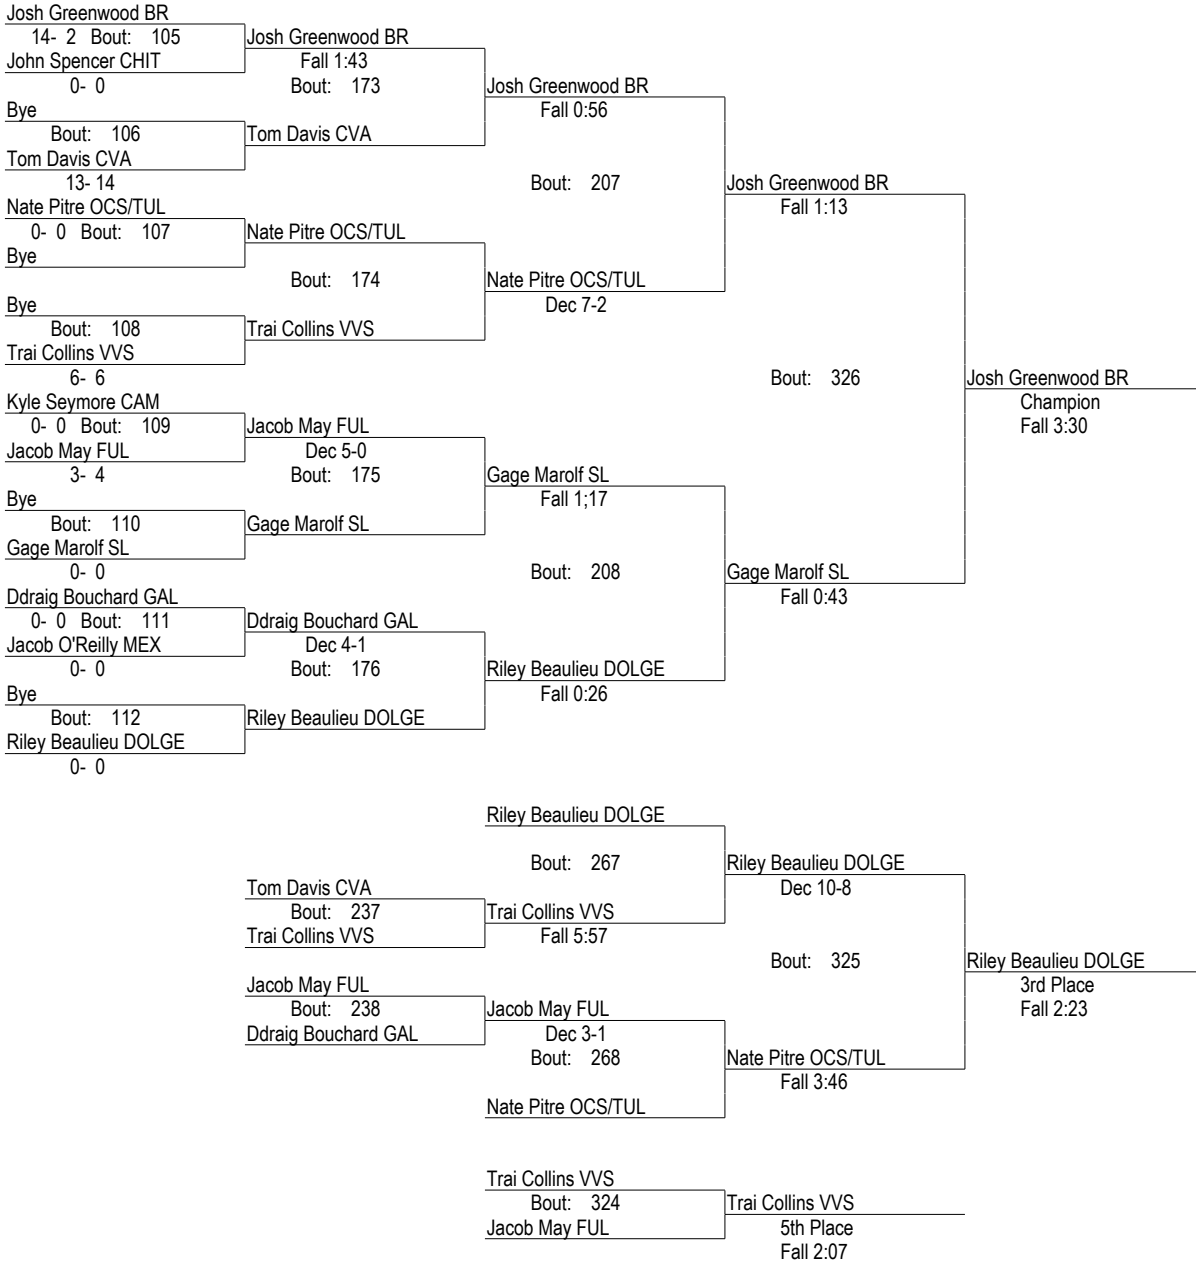 Josh Greenwood BR
14- 2 Bout: 105
Josh Greenwood BR
John Spencer CHIT
Fall 1:43
0- 0
Bout: 173
Josh Greenwood BR
Bye
Fall 0:56
Bout: 106
Tom Davis CVA
Tom Davis CVA
13- 14
Bout: 207
Josh Greenwood BR
Nate Pitre OCS/TUL
Fall 1:13
0- 0 Bout: 107
Nate Pitre OCS/TUL
Bye
Bout: 174
Nate Pitre OCS/TUL
Bye
Dec 7-2
Bout: 108
Trai Collins VVS
Trai Collins VVS
6- 6
Bout: 326
Josh Greenwood BR
Kyle Seymore CAM
Champion
0- 0 Bout: 109
Jacob May FUL
Fall 3:30
Jacob May FUL
Dec 5-0
3- 4
Bout: 175
Gage Marolf SL
Bye
Fall 1;17
Bout: 110
Gage Marolf SL
Gage Marolf SL
0- 0
Bout: 208
Gage Marolf SL
Ddraig Bouchard GAL
Fall 0:43
0- 0 Bout: 111
Ddraig Bouchard GAL
Jacob O'Reilly MEX
Dec 4-1
0- 0
Bout: 176
Riley Beaulieu DOLGE
Bye
Fall 0:26
Bout: 112
Riley Beaulieu DOLGE
Riley Beaulieu DOLGE
0- 0
Riley Beaulieu DOLGE
Bout: 267
Riley Beaulieu DOLGE
Tom Davis CVA
Dec 10-8
Bout: 237
Trai Collins VVS
Trai Collins VVS
Fall 5:57
Bout: 325
Riley Beaulieu DOLGE
Jacob May FUL
3rd Place
Bout: 238
Jacob May FUL
Fall 2:23
Ddraig Bouchard GAL
Dec 3-1
Bout: 268
Nate Pitre OCS/TUL
Fall 3:46
Nate Pitre OCS/TUL
Trai Collins VVS
Bout: 324
Trai Collins VVS
Jacob May FUL
5th Place
Fall 2:07